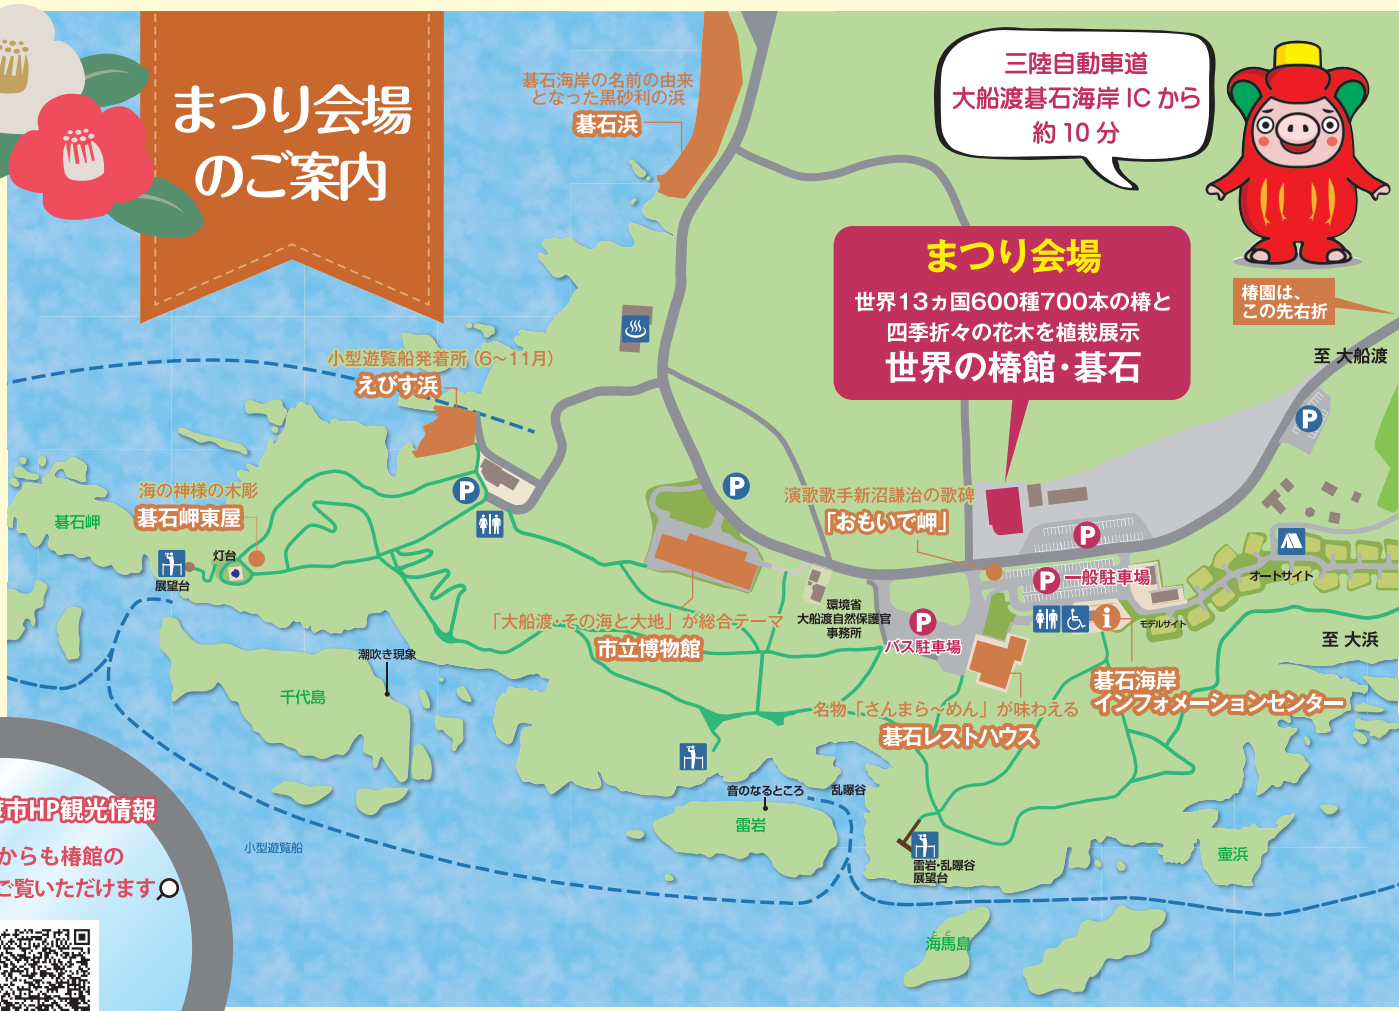 まつり会場
のご案内
碁石海岸の名前の由来
となった黒砂利の浜
碁石浜
三陸自動車道
大船渡碁石海岸 IC から
約 10 分
まつり会場
世界13ヵ国600種700本の椿と
四季折々の花木を植栽展示
世界の椿館・碁石
椿園は、
この先右折
至 大船渡
小型遊覧船発着所（6〜11月）
えびす浜
P
P
P
海の神様の木彫
碁石岬東屋
碁石岬
灯台
展望台
演歌歌手新沼謙治の歌碑
「おもいで岬」
P
P
一般駐車場
オートサイト
モデルサイト
環境省
大船渡自然保護官
事務所
P
バス駐車場
i
至 大浜
「大船渡・その海と大地」が総合テーマ
市立博物館
潮吹き現象
千代島
碁石海岸
インフォメーションセンター
名物「さんまら〜めん」が味わえる
碁石レストハウス
音のなるところ
乱曝谷
雷岩
小型遊覧船
雷岩・乱曝谷
展望台
壷浜
とど
海馬島
市HP観光情報
からも椿館の
ご覧いただけます